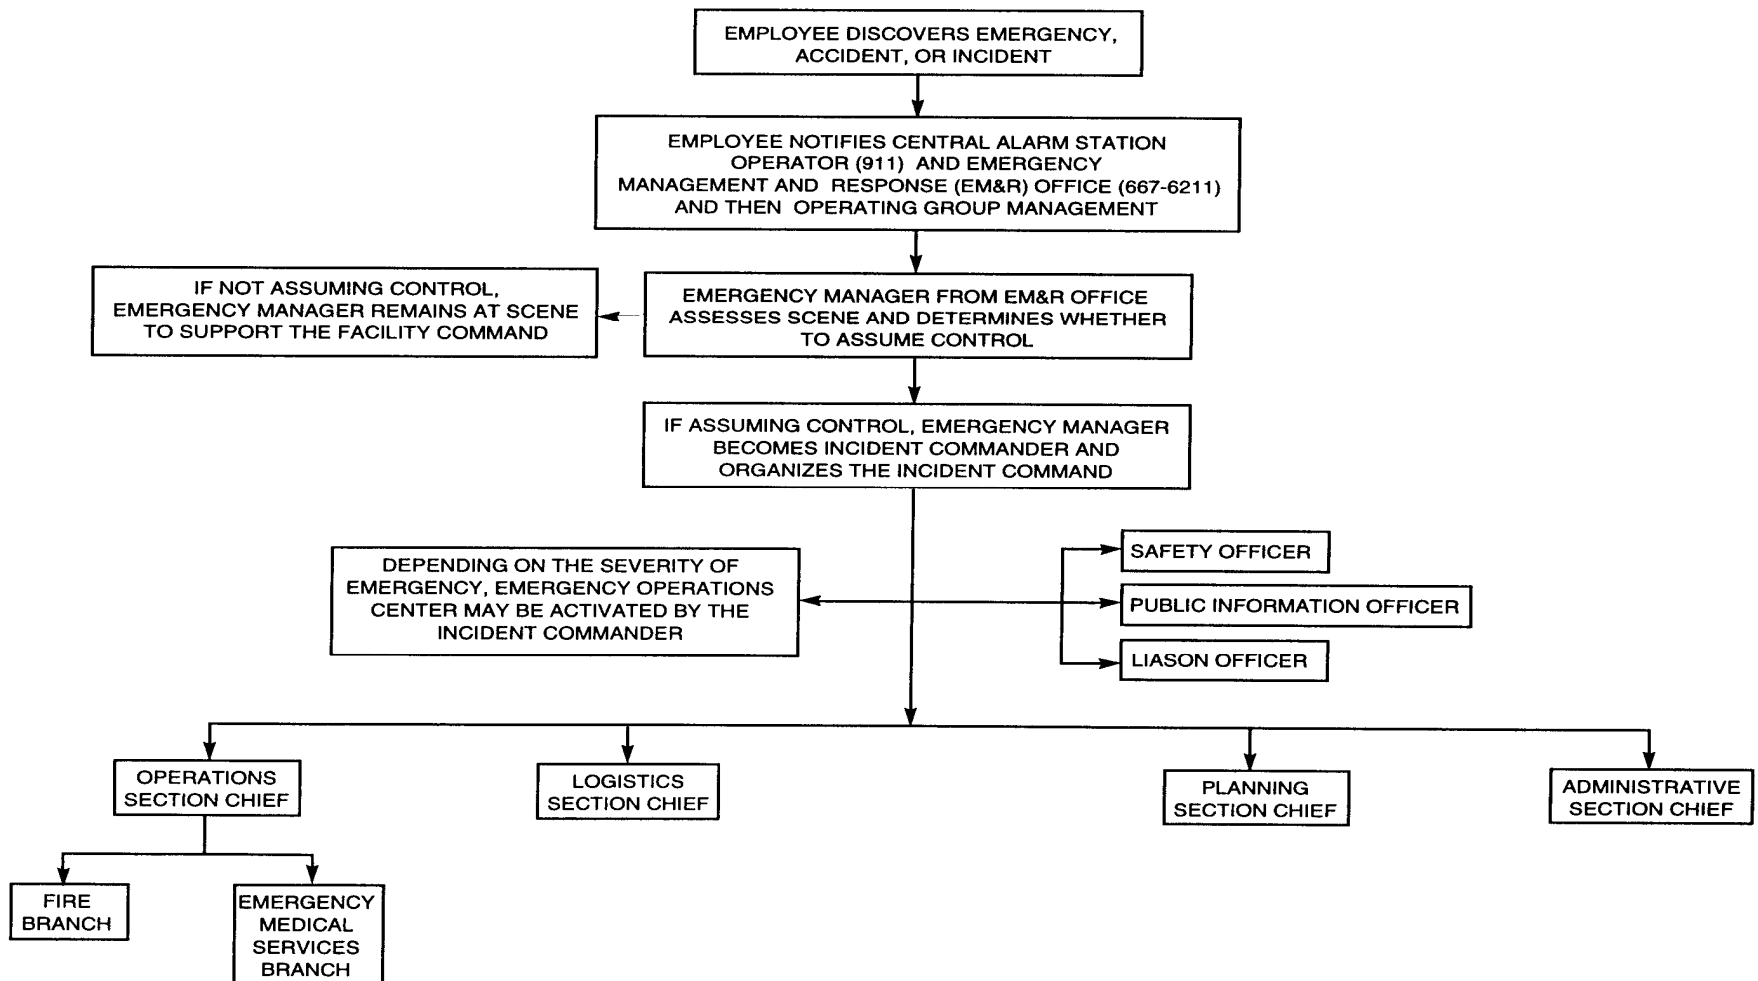 EMPLOYEE DISCOVERS EMERGENCY,
ACCIDENT, OR INCIDENT
EMPLOYEE NOTIFIES CENTRAL ALARM STATION
OPERATOR (911) AND EMERGENCY
MANAGEMENT AND RESPONSE (EM&R) OFFICE (667-6211)
AND THEN OPERATING GROUP MANAGEMENT
IF NOT ASSUMING CONTROL,
EMERGENCY MANAGER REMAINS AT SCENE
TO SUPPORT THE FACILITY COMMAND
EMERGENCY MANAGER FROM EM&R OFFICE
ASSESSES SCENE AND DETERMINES WHETHER
TO ASSUME CONTROL
IF ASSUMING CONTROL, EMERGENCY MANAGER
BECOMES INCIDENT COMMANDER AND
ORGANIZES THE INCIDENT COMMAND
DEPENDING ON THE SEVERITY OF
EMERGENCY, EMERGENCY OPERATIONS
CENTER MAY BE ACTIVATED BY THE
INCIDENT COMMANDER
SAFETY OFFICER
PUBLIC INFORMATION OFFICER
LIASON OFFICER
OPERATIONS
SECTION CHIEF
LOGISTICS
SECTION CHIEF
PLANNING
SECTION CHIEF
ADMINISTRATIVE
SECTION CHIEF
FIRE
BRANCH
EMERGENCY
MEDICAL
SERVICES
BRANCH